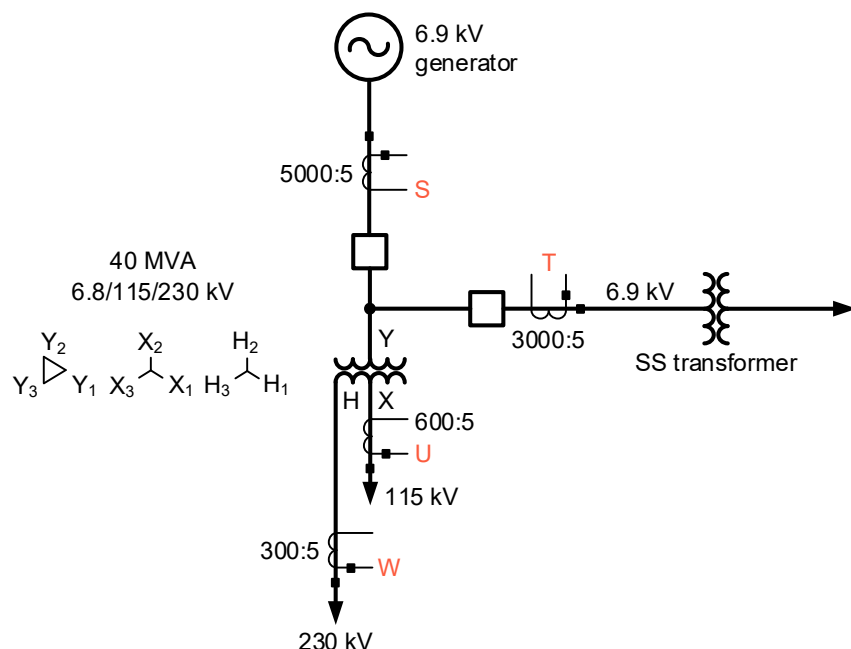 6.9 kV
generator
5000:5
S
40 MVA
6.8/115/230 kV
Y2
Y3
Y1
X2
X3
X1
H2
H3
H1
T
6.9 kV
3000:5
SS transformer
Y
H
X
600:5
U
115 kV
300:5
W
230 kV